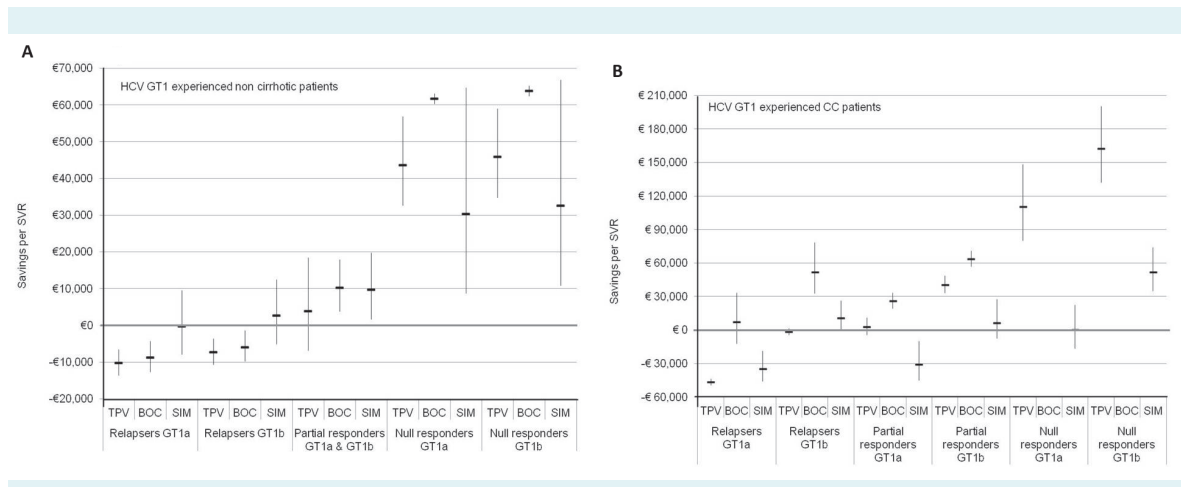 A
HCV GT1 experienced non cirrhotic patients
Savings per SVR
€70,000
€60,000
€50,000
€40,000
€30,000
€20,000
€10,000
€0
-€10,000
-€20,000
TPV BOC SIM TPV BOC SIM TPV BOC SIM TPV BOC SIM TPV BOC SIM
Relapsers GT1a Relapsers GT1b Partial responders Null responders Null responders
GT1a & GT1b GT1a GT1b
B
HCV GT1 experienced CC patients
Savings per SVR
€ 210,000
€ 180,000
€ 150,000
€ 120,000
€ 90,000
€ 60,000
€ 30,000
€ 0
-€ 30,000
-€ 60,000
TPV BOC SIM TPV BOC SIM TPV BOC SIM TPV BOC SIM TPV BOC SIM TPV BOC SIM
Relapsers Relapsers Partial Partial Null Null
GT1a GT1b responders responders responders responders
GT1a GT1b GT1a GT1b